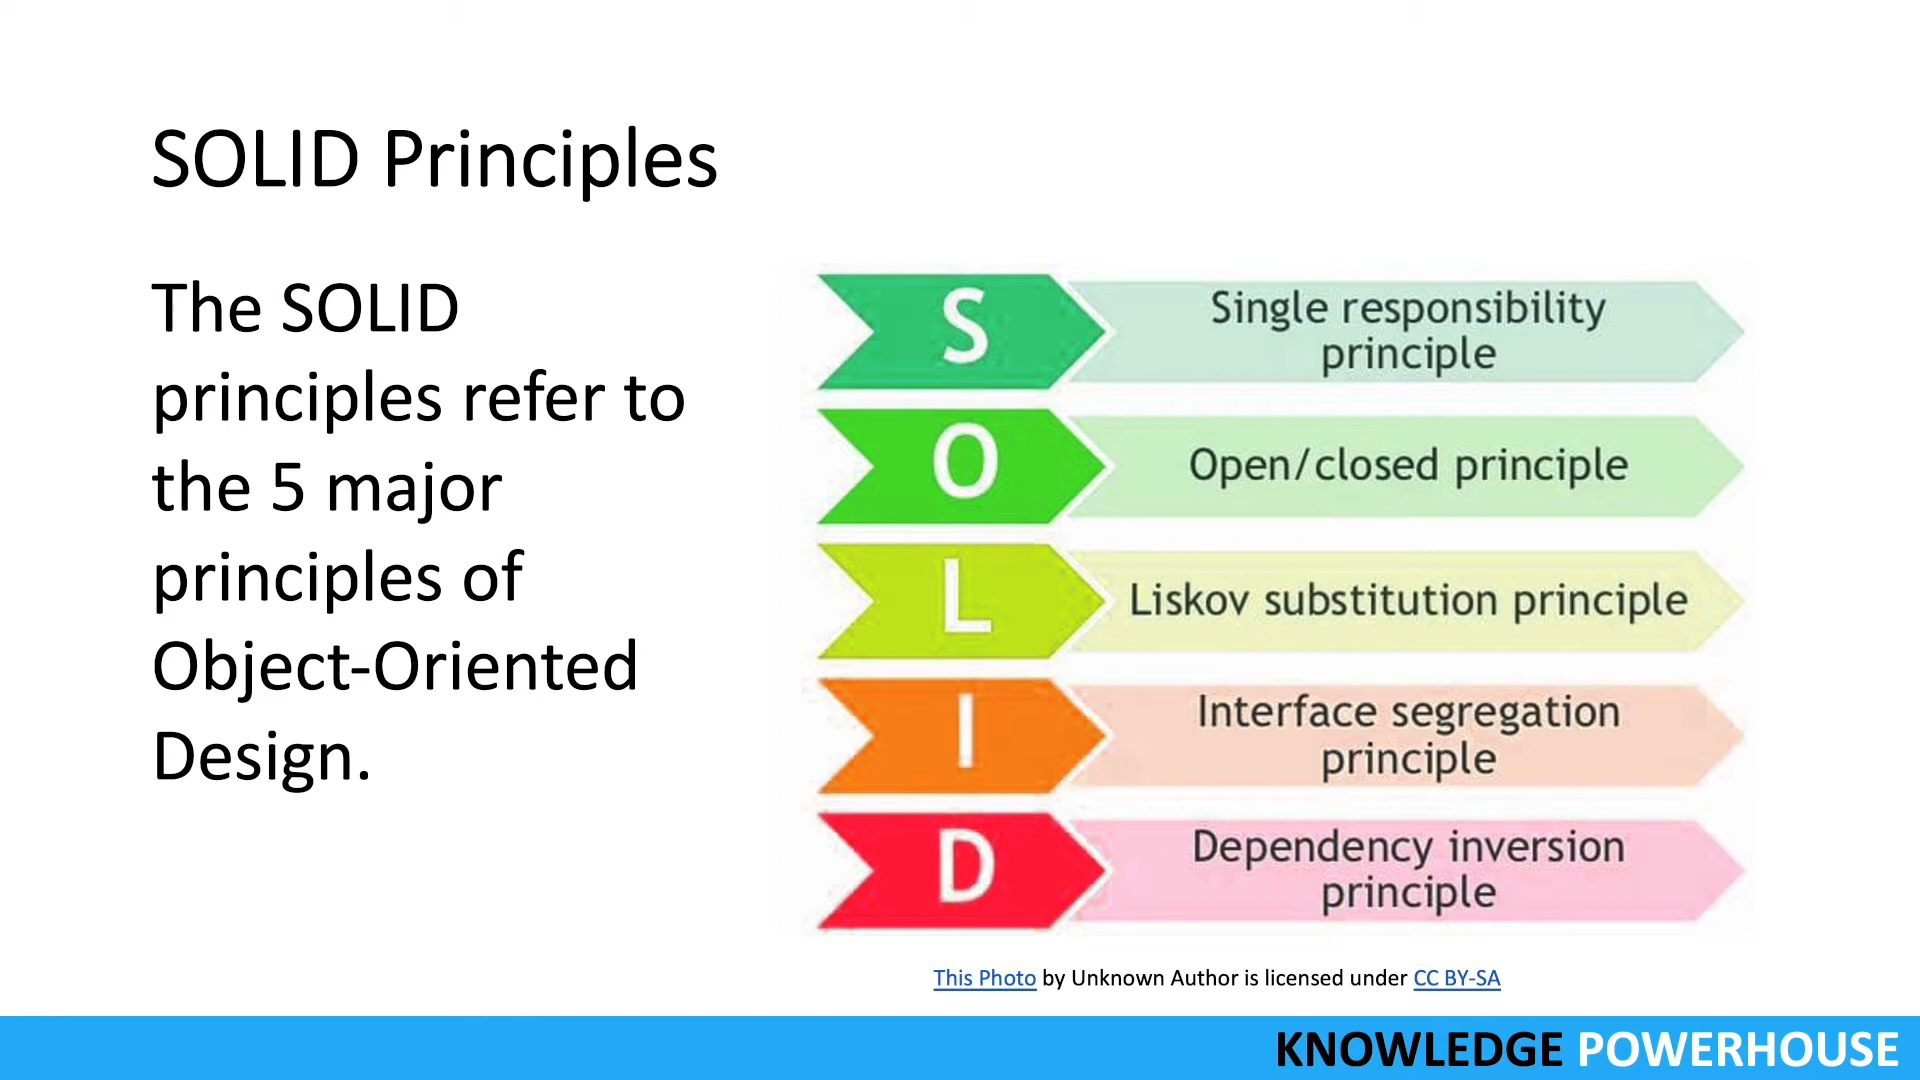 SOLID Principles
The SOLID
principles refer to
the 5 major
principles of
Object-Oriented
Design.
S
Single responsibility
principle
O
Open/closed principle
L
Liskov substitution principle
I
Interface segregation
principle
D
Dependency inversion
principle
This Photo by Unknown Author is licensed under CC BY-SA
KNOWLEDGE POWERHOUSE